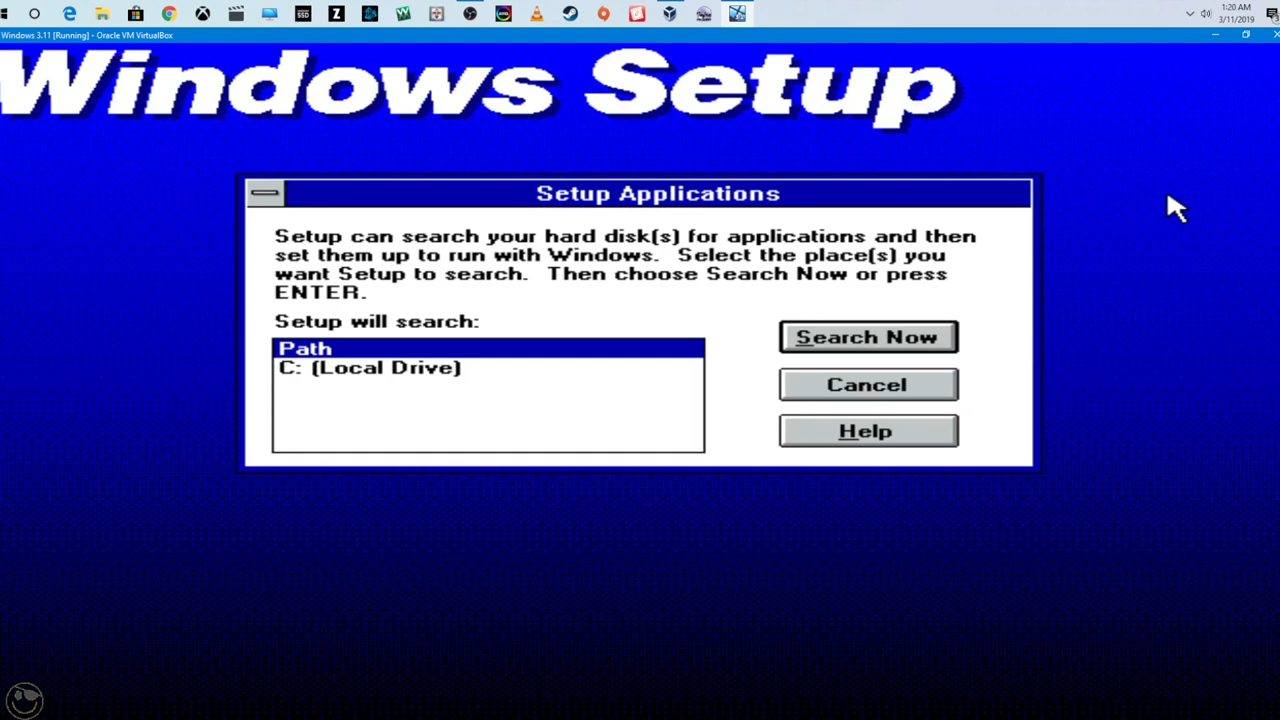 1:20 AM
3/11/2019
Windows 3.11 [Running] - Oracle VM VirtualBox
Windows Setup
Setup Applications
Setup can search your hard disk(s) for applications and then
set them up to run with Windows.  Select the place(s) you
want Setup to search.  Then choose Search Now or press
ENTER.
Setup will search:
Path
C: (Local Drive)
Search Now
Cancel
Help